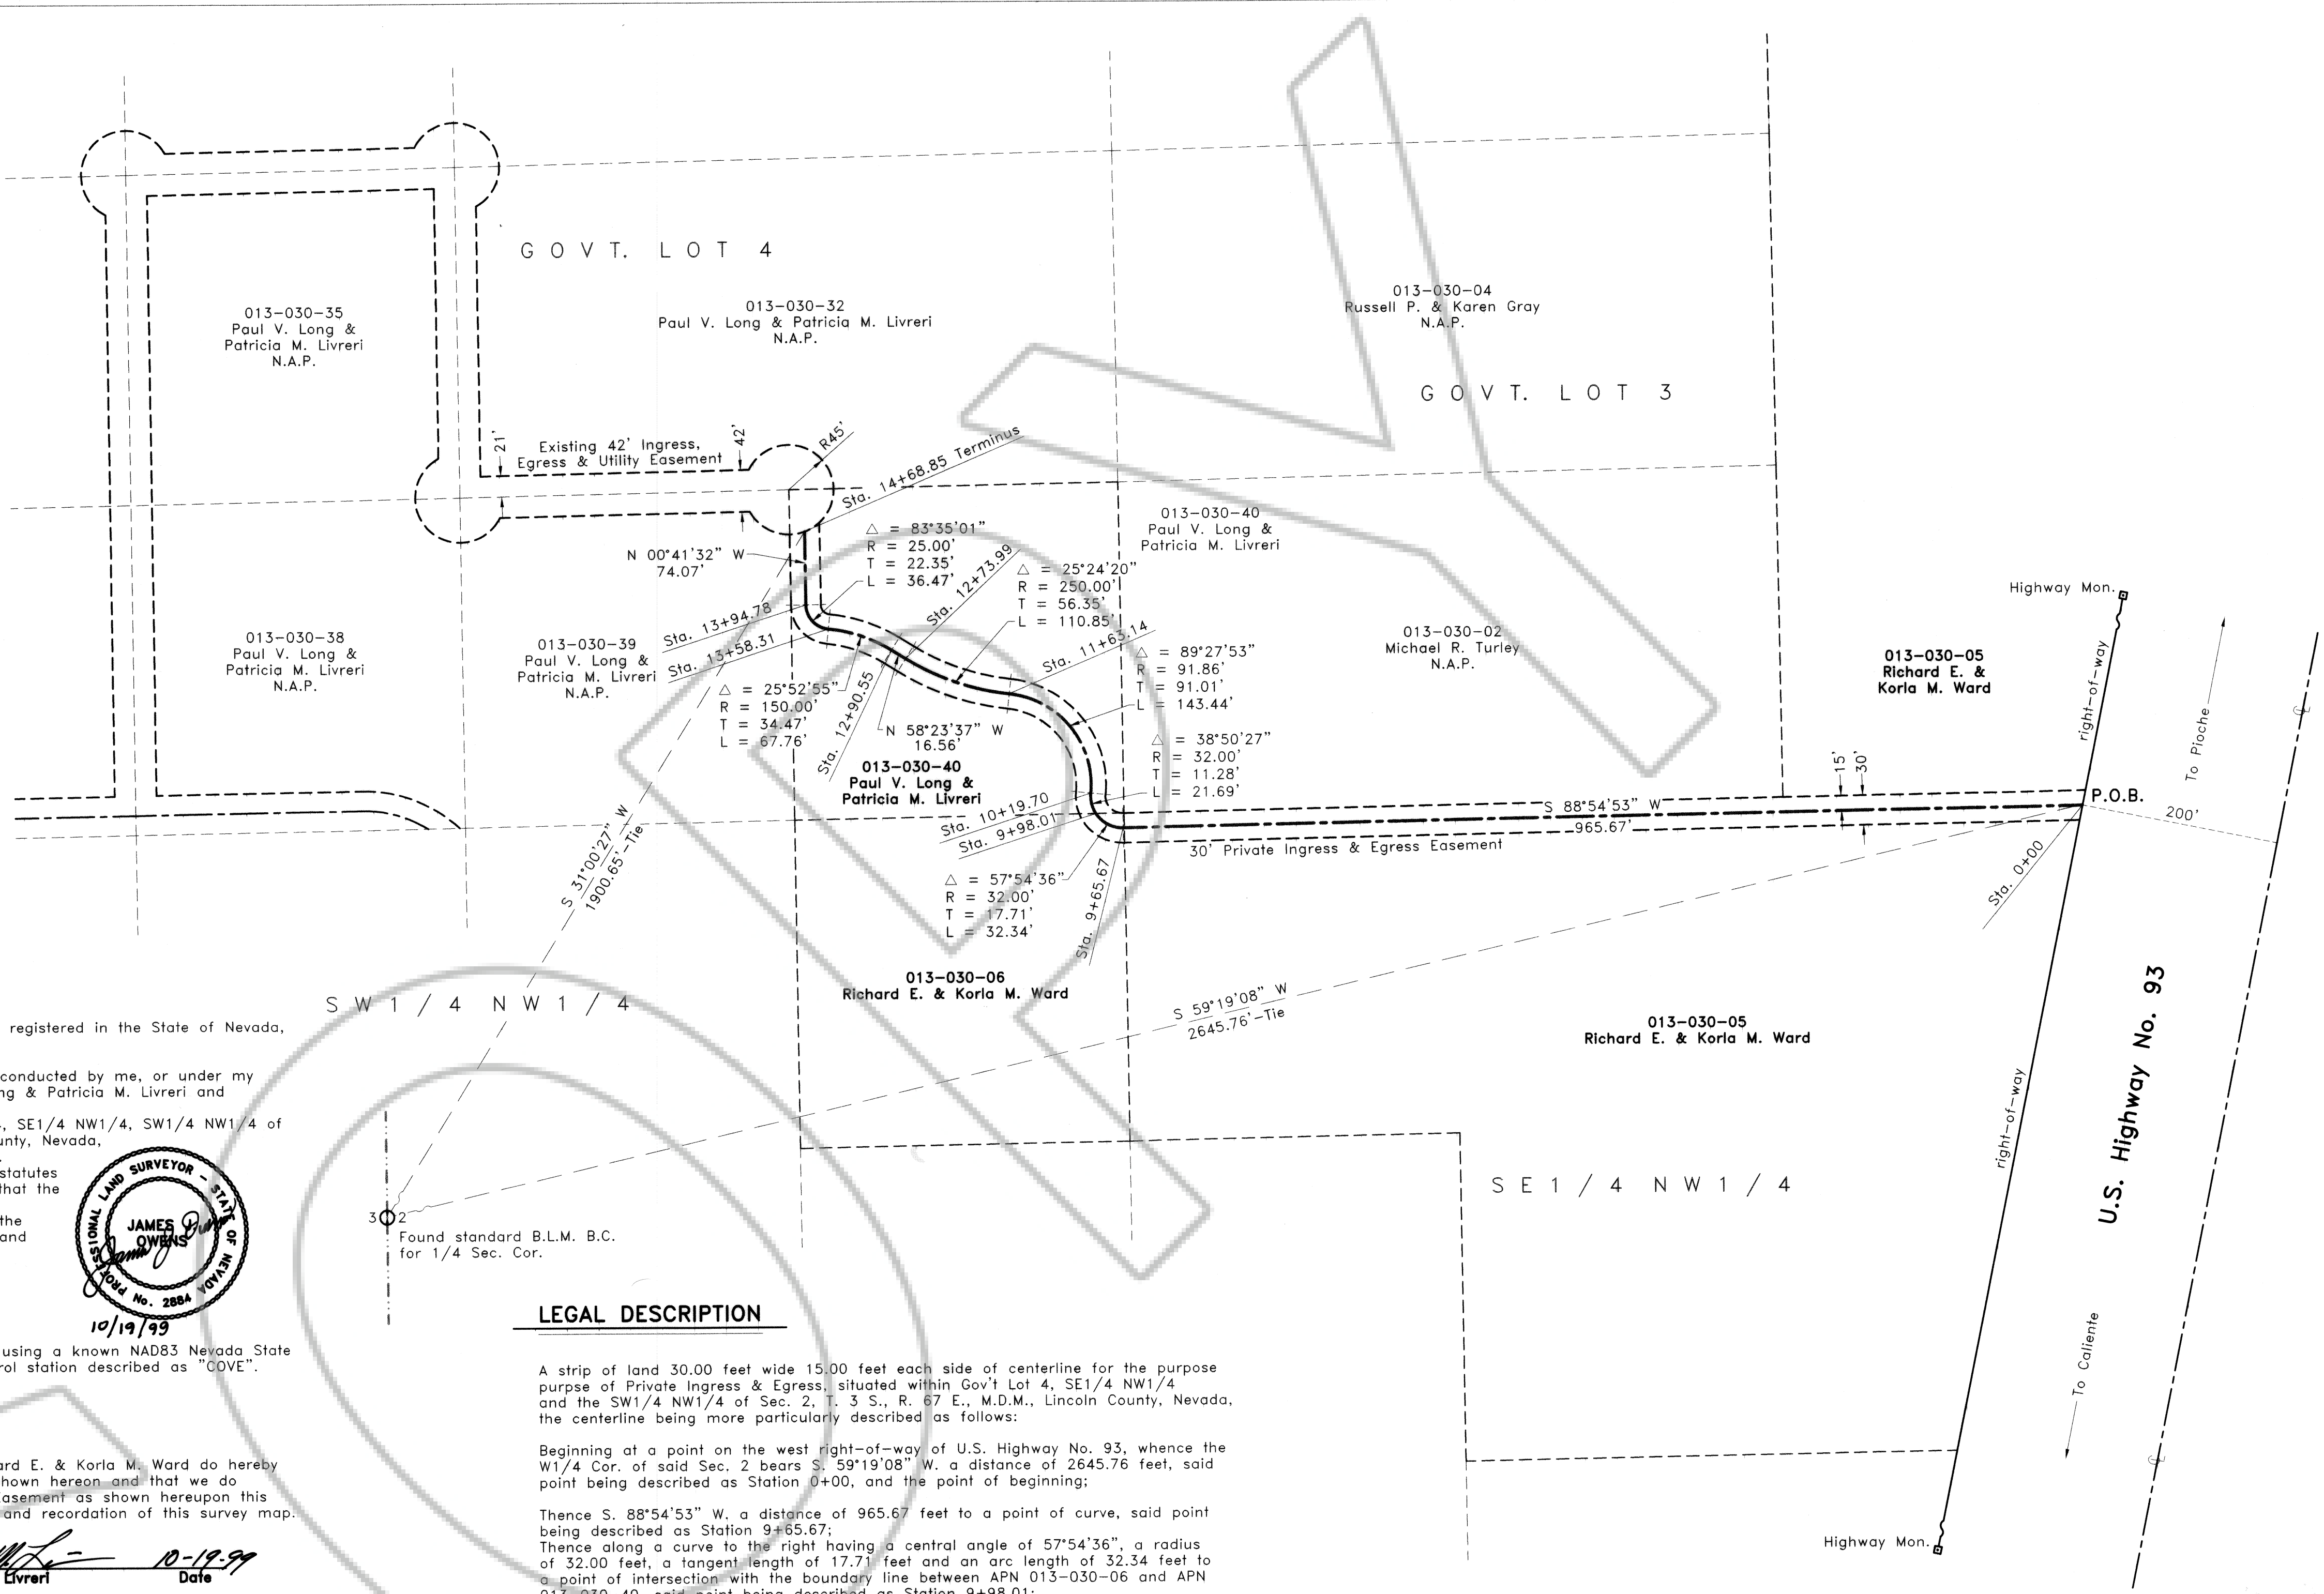 GOVT. LOT 4
013-030-35
Paul V. Long &
Patricia M. Livreri
N.A.P.
013-030-32
Paul V. Long & Patricia M. Livreri
N.A.P.
013-030-04
Russell P. & Karen Gray
N.A.P.
GOVT. LOT 3
21'
Existing 42' Ingress,
Egress & Utility Easement
42'
R45'
Sta. 14+68.85 Terminus
N 00°41'32" W
74.07'
△ = 83°35'01"
R = 25.00'
T = 22.35'
L = 36.47'
Sta. 12+73.99
△ = 25°24'20"
R = 250.00'
T = 56.35'
L = 110.85'
013-030-40
Paul V. Long &
Patricia M. Livreri
Highway Mon.
013-030-38
Paul V. Long &
Patricia M. Livreri
N.A.P.
013-030-39
Paul V. Long &
Patricia M. Livreri
N.A.P.
Sta. 13+94.78
Sta. 13+58.31
Sta. 11+63.14
△ = 89°27'53"
R = 91.86'
T = 91.01'
L = 143.44'
013-030-02
Michael R. Turley
N.A.P.
013-030-05
Richard E. &
Korla M. Ward
right-of-way
To Pioche
△ = 25°52'55"
R = 150.00'
T = 34.47'
L = 67.76'
Sta. 12+90.55
N 58°23'37" W
16.56'
013-030-40
Paul V. Long &
Patricia M. Livreri
△ = 38°50'27"
R = 32.00'
T = 11.28'
L = 21.69'
15'
30'
P.O.B.
200'
Sta. 10+19.70
Sta. 9+98.01
S 88°54'53" W
965.67'
30' Private Ingress & Egress Easement
Sta. 0+00
S 31°00'27" W
1900.65'-Tie
△ = 57°54'36"
R = 32.00'
T = 17.71'
L = 32.34'
Sta. 9+65.67
013-030-06
Richard E. & Korla M. Ward
S 59°19'08" W
2645.76'-Tie
013-030-05
Richard E. & Korla M. Ward
U.S. Highway No. 93
right-of-way
SW1/4 NW1/4
SE1/4 NW1/4
registered in the State of Nevada,
conducted by me, or under my
ng & Patricia M. Livreri and
, SE1/4 NW1/4, SW1/4 NW1/4 of
unty, Nevada,
statutes
that the
the
and
PROFESSIONAL LAND SURVEYOR - STATE OF NEVADA
JAMES J.
OWENS
No. 2884
10/19/99
3 2
Found standard B.L.M. B.C.
for 1/4 Sec. Cor.
using a known NAD83 Nevada State
rol station described as "COVE".
ard E. & Korla M. Ward do hereby
hown hereon and that we do
asement as shown hereupon this
and recordation of this survey map.
10-19-99
Livreri Date
To Caliente
Highway Mon.
LEGAL DESCRIPTION
A strip of land 30.00 feet wide 15.00 feet each side of centerline for the purpose
purpse of Private Ingress & Egress, situated within Gov't Lot 4, SE1/4 NW1/4
and the SW1/4 NW1/4 of Sec. 2, T. 3 S., R. 67 E., M.D.M., Lincoln County, Nevada,
the centerline being more particularly described as follows:
Beginning at a point on the west right-of-way of U.S. Highway No. 93, whence the
W1/4 Cor. of said Sec. 2 bears S. 59°19'08" W. a distance of 2645.76 feet, said
point being described as Station 0+00, and the point of beginning;
Thence S. 88°54'53" W. a distance of 965.67 feet to a point of curve, said point
being described as Station 9+65.67;
Thence along a curve to the right having a central angle of 57°54'36", a radius
of 32.00 feet, a tangent length of 17.71 feet and an arc length of 32.34 feet to
a point of intersection with the boundary line between APN 013-030-06 and APN
013-030-40, said point being described as Station 9+98.01;